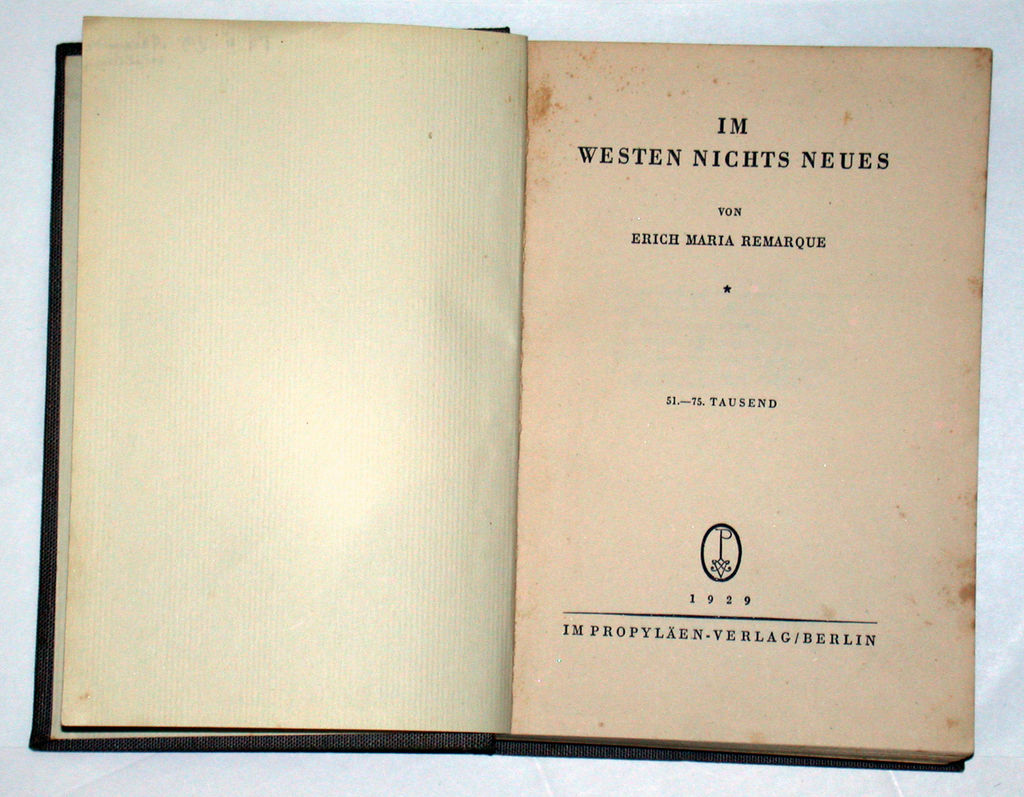 IM
WESTEN NICHTS NEUES
VON
ERICH MARIA REMARQUE
*
51.—75. TAUSEND
P
1929
IM PROPYLÄEN-VERLAG/BERLIN